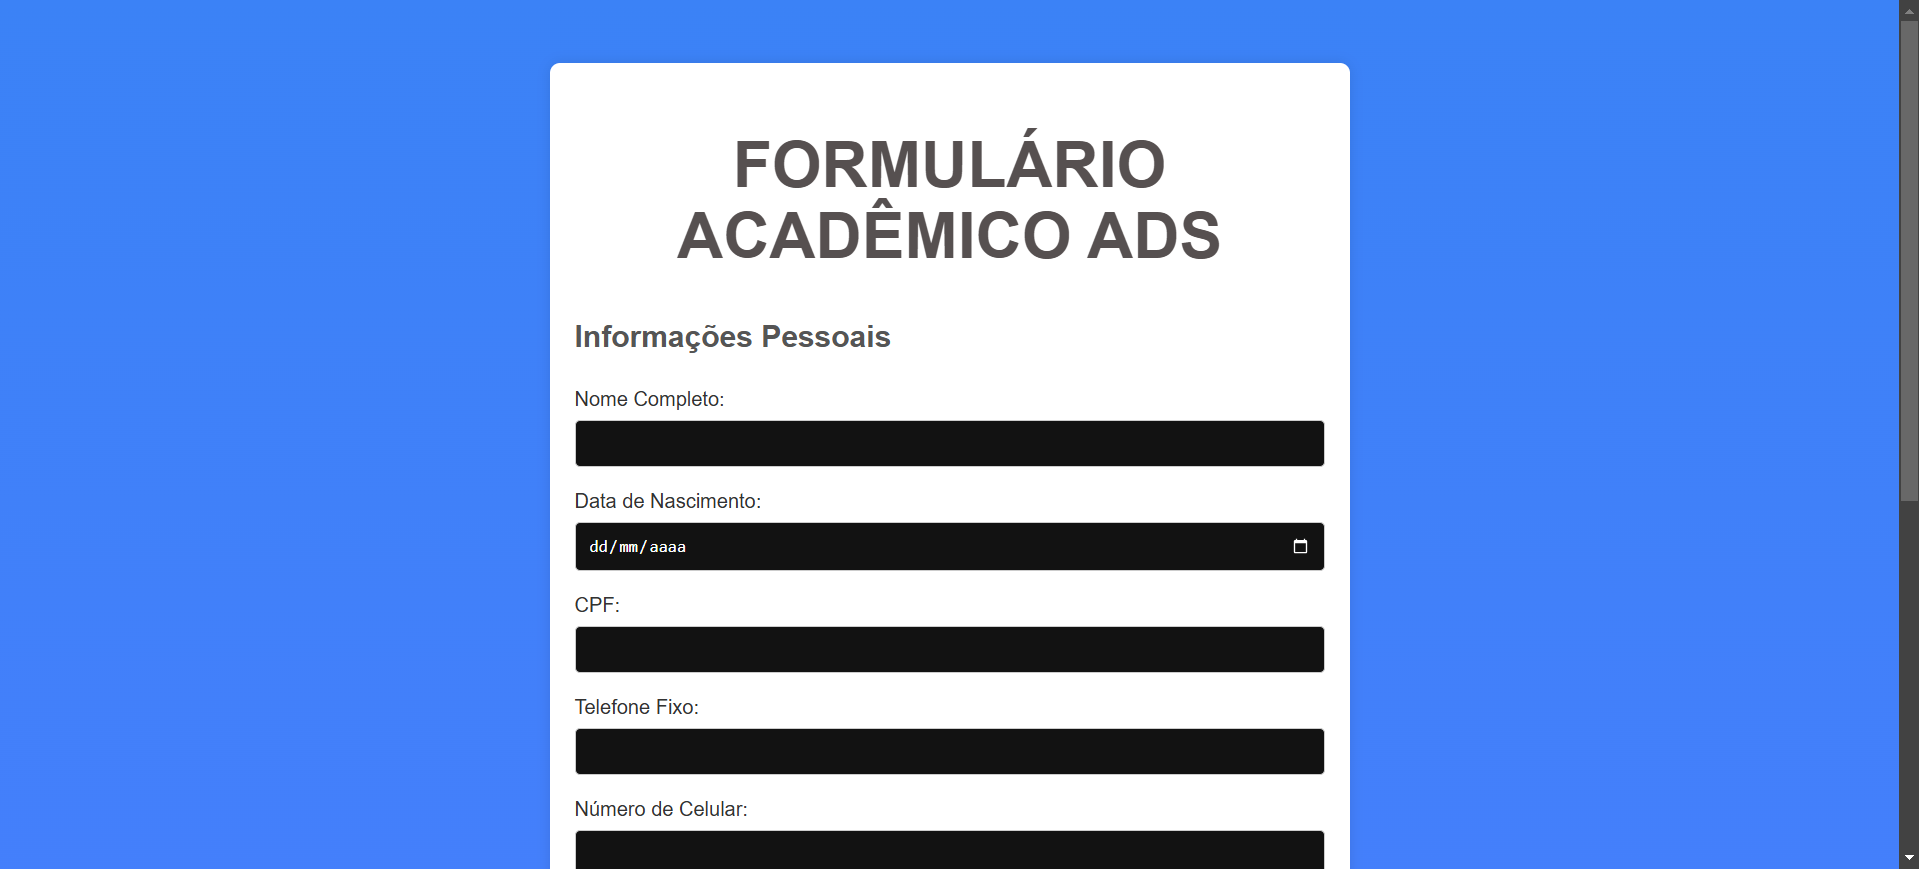 FORMULÁRIO
ACADÊMICO ADS
Informações Pessoais
Nome Completo:
Data de Nascimento:
dd/mm/aaaa
CPF:
Telefone Fixo:
Número de Celular: